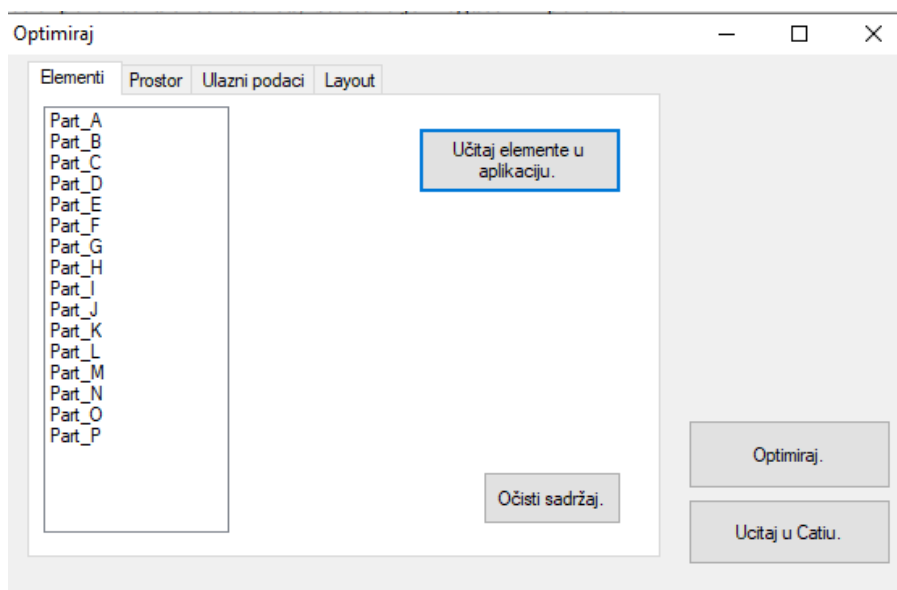 Optimiraj
Elementi Prostor Ulazni podaci Layout
Part_A
Part_B
Part_C
Part_D
Part_E
Part_F
Part_G
Part_H
Part_I
Part_J
Part_K
Part_L
Part_M
Part_N
Part_O
Part_P
Učitaj elemente u
aplikaciju.
Očisti sadržaj.
Optimiraj.
Ucitaj u Catiu.